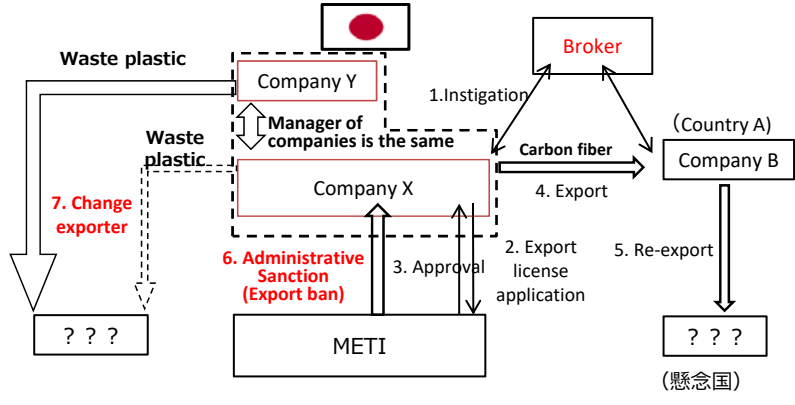 Waste plastic
Company Y
Broker
1.Instigation
Manager of
companies is the same
Waste
plastic
Company X
Carbon fiber
4. Export
（Country A)
Company B
7. Change
exporter
6. Administrative
Sanction
(Export ban)
3. Approval
2. Export
license
application
5. Re-export
？？？
METI
？？？
(懸念国)